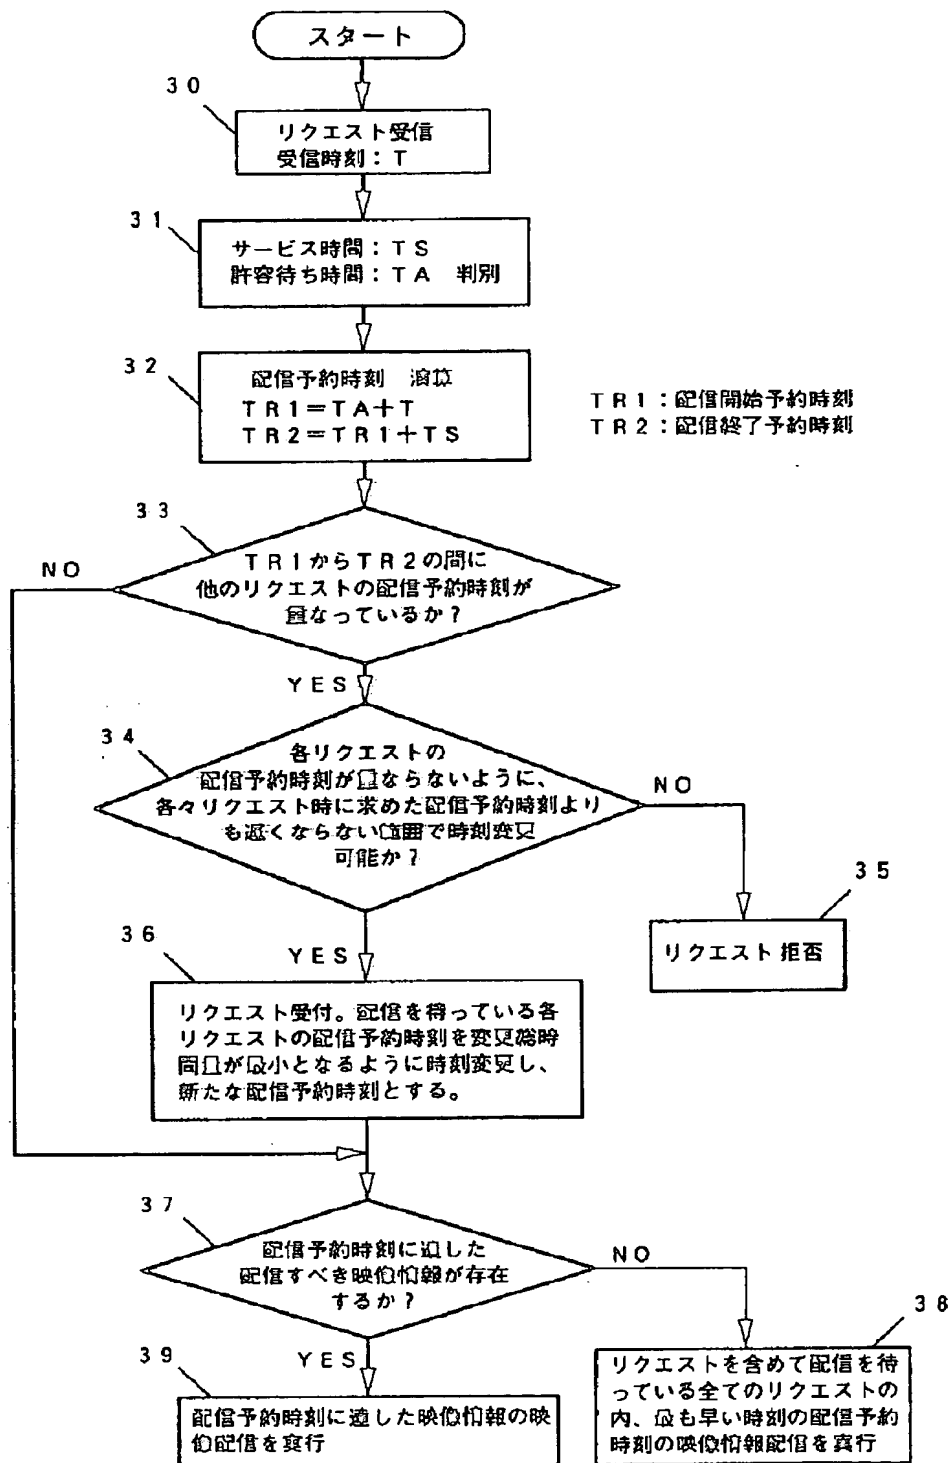 スタート
30
リクエスト受信
受信時刻：T
31
サービス時間：TS
許容待ち時間：TA 判別
32
配信予約時刻 演算
TR1＝TA＋T
TR2＝TR1＋TS
TR1：配信開始予約時刻
TR2：配信終了予約時刻
33
TR1からTR2の間に
他のリクエストの配信予約時刻が
重なっているか？
NO
YES
34
各リクエストの
配信予約時刻が重ならないように、
各々リクエスト時に求めた配信予約時刻より
も遅くならない範囲で時刻変更
可能か？
NO
35
リクエスト拒否
YES
36
リクエスト受付。配信を待っている各
リクエストの配信予約時刻を変更総時
間量が最小となるように時刻変更し、
新たな配信予約時刻とする。
37
配信予約時刻に達した
配信すべき映像情報が存在
するか？
NO
38
リクエストを含めて配信を待
っている全てのリクエストの
内、最も早い時刻の配信予約
時刻の映像情報配信を実行
YES
39
配信予約時刻に達した映像情報の映
像配信を実行